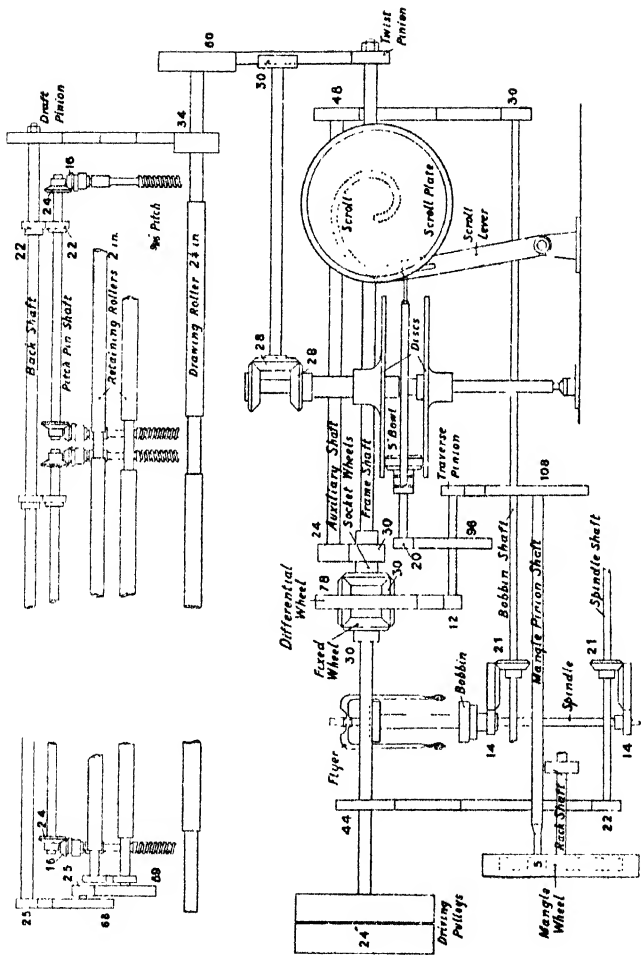 Draft
Pinion
22
Back Shaft
24
16
22
Pitch Pin Shaft
Retaining Rollers 2 in.
9/16 Pitch
34
Drawing Roller 2¼ in
60
30
Twist
Pinion
48
30
Scroll
Scroll Plate
Scroll
Lever
28
28
Discs
5" Bowl
Auxiliary Shaft
Socket Wheels
Frame Shaft
24
30
Traverse
Pinion
20
96
108
Differential
Wheel
78
30
12
Fixed
Wheel
30
Bobbin Shaft
Mangle Pinion Shaft
Spindle Shaft
21
21
Spindle
14
14
Bobbin
Flyer
44
22
Rack Shaft
5
Mangle
Wheel
24"
Driving
Pulleys
25
24
16
25
68
69